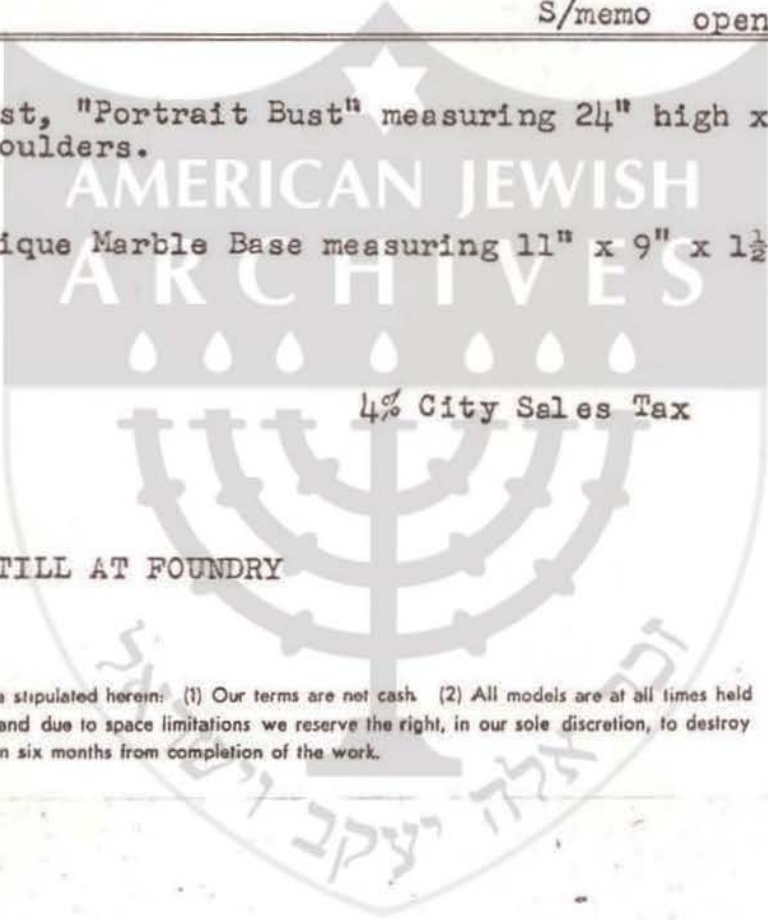 S/memo open
st, "Portrait Bust" measuring 24" high x
oulders.
AMERICAN JEWISH
ique Marble Base measuring 11" x 9" x 1½
ARCHIVES
4% City Sales Tax
TILL AT FOUNDRY
stipulated herein: (1) Our terms are net cash (2) All models are at all times held
and due to space limitations we reserve the right, in our sole discretion, to destroy
n six months from completion of the work.
זכר אלה יעקב וישראל